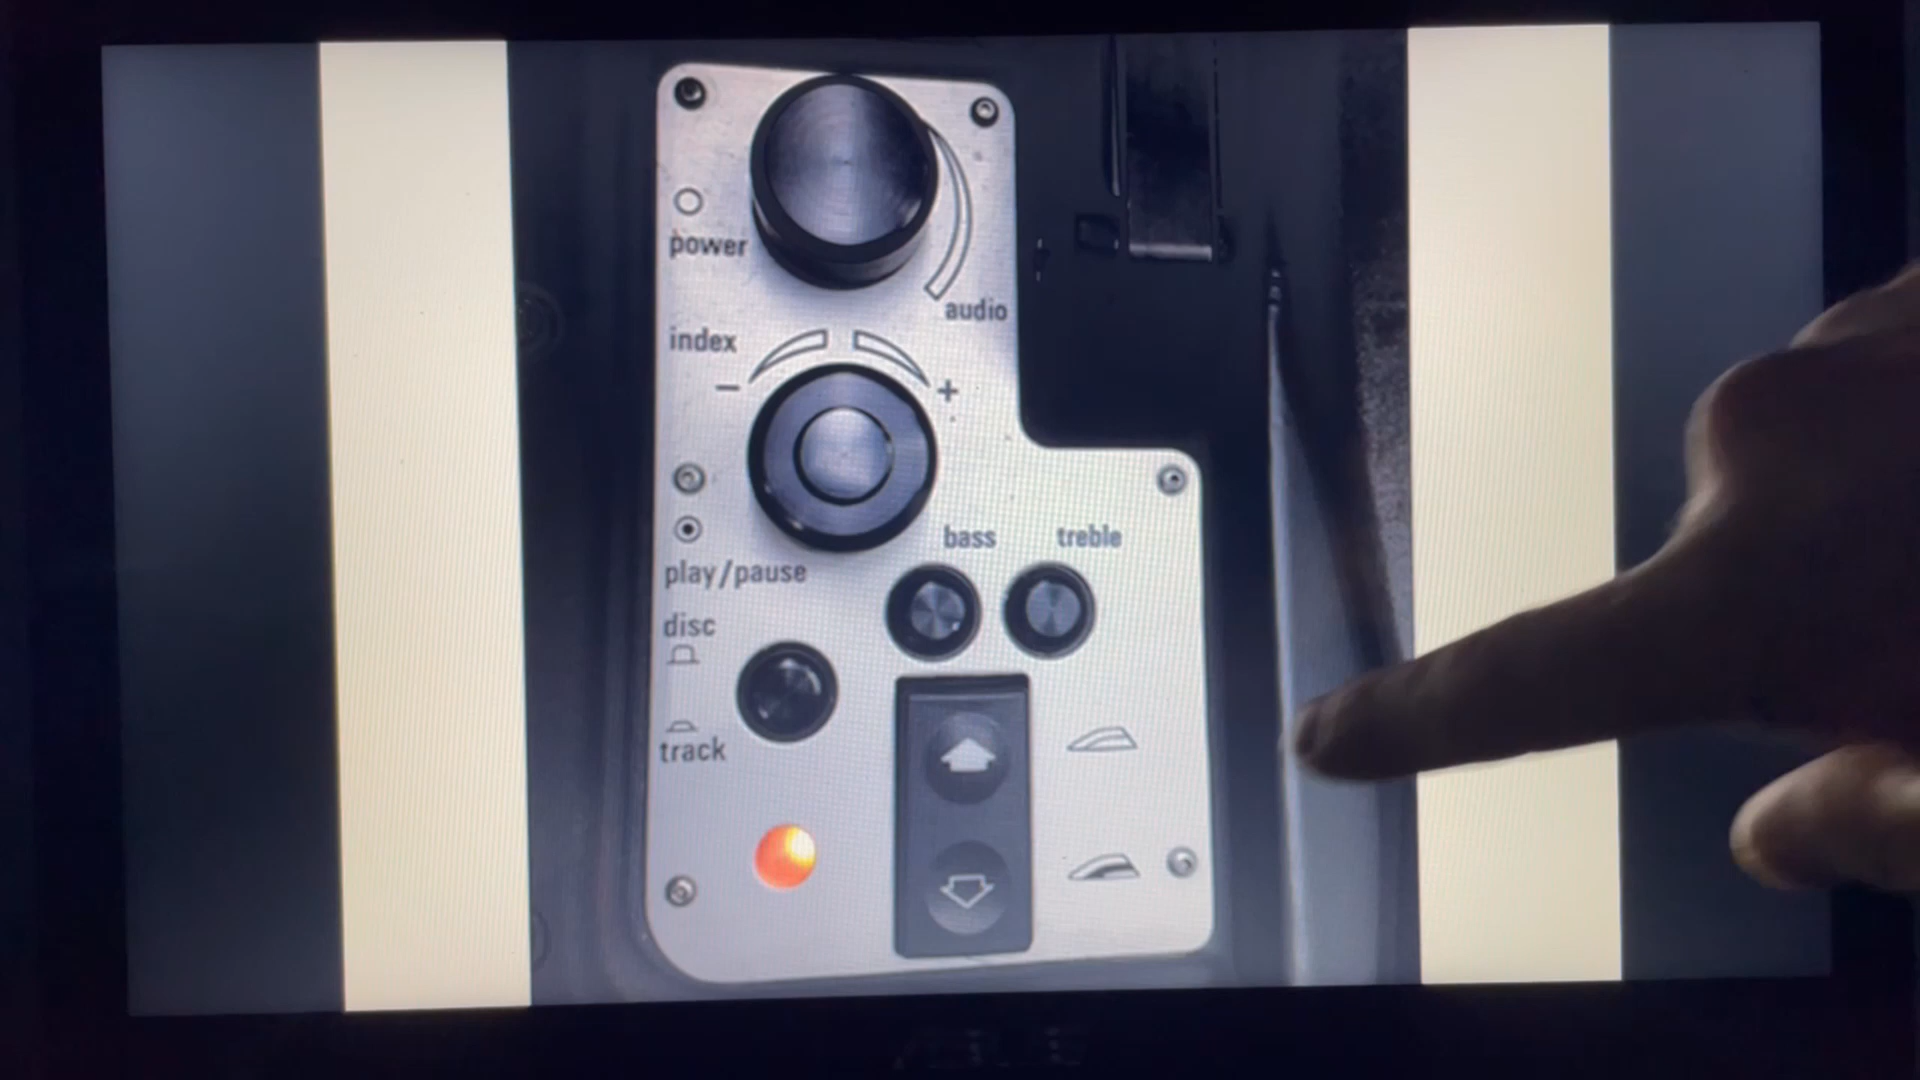 power
audio
index
- +
bass treble
play/pause
disc
track